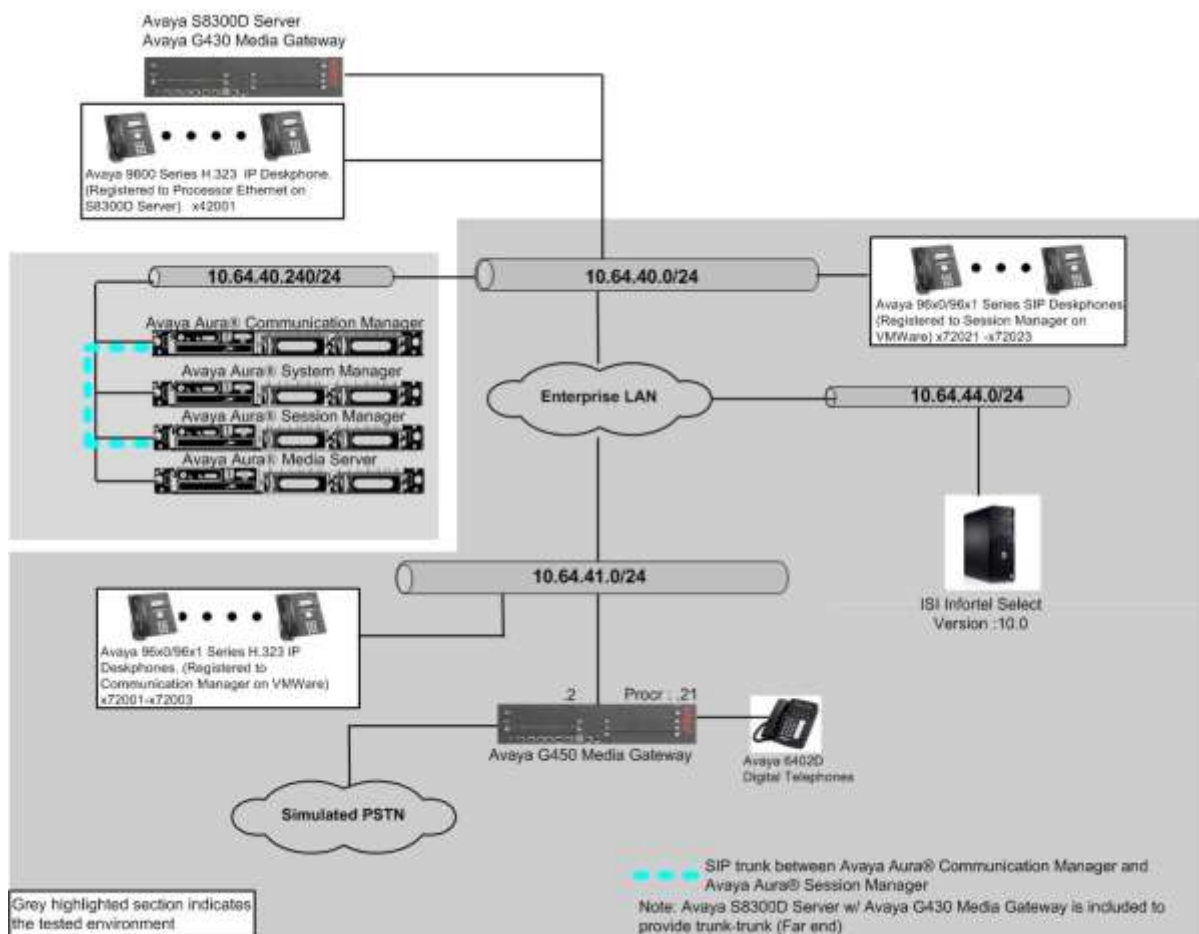 Avaya S8300D Server
Avaya G430 Media Gateway
Avaya 9600 Series H.323 IP Deskphone.
(Registered to Processor Ethernet on
S8300D Server) x42001
10.64.40.240/24
10.64.40.0/24
Avaya 96x0/96x1 Series SIP Deskphones
(Registered to Session Manager on
VMWare) x72021 -x72023
Avaya Aura® Communication Manager
Avaya Aura® System Manager
Avaya Aura® Session Manager
Avaya Aura® Media Server
Enterprise LAN
10.64.44.0/24
ISI Infortel Select
Version :10.0
10.64.41.0/24
Avaya 96x0/96x1 Series H.323 IP
Deskphones. (Registered to
Communication Manager on VMWare)
x72001-x72003
.2 Procr : .21
Avaya G450 Media Gateway
Avaya 6402D
Digital Telephones
Simulated PSTN
SIP trunk between Avaya Aura® Communication Manager and
Avaya Aura® Session Manager
Grey highlighted section indicates
the tested environment
Note: Avaya S8300D Server w/ Avaya G430 Media Gateway is included to
provide trunk-trunk (Far end)